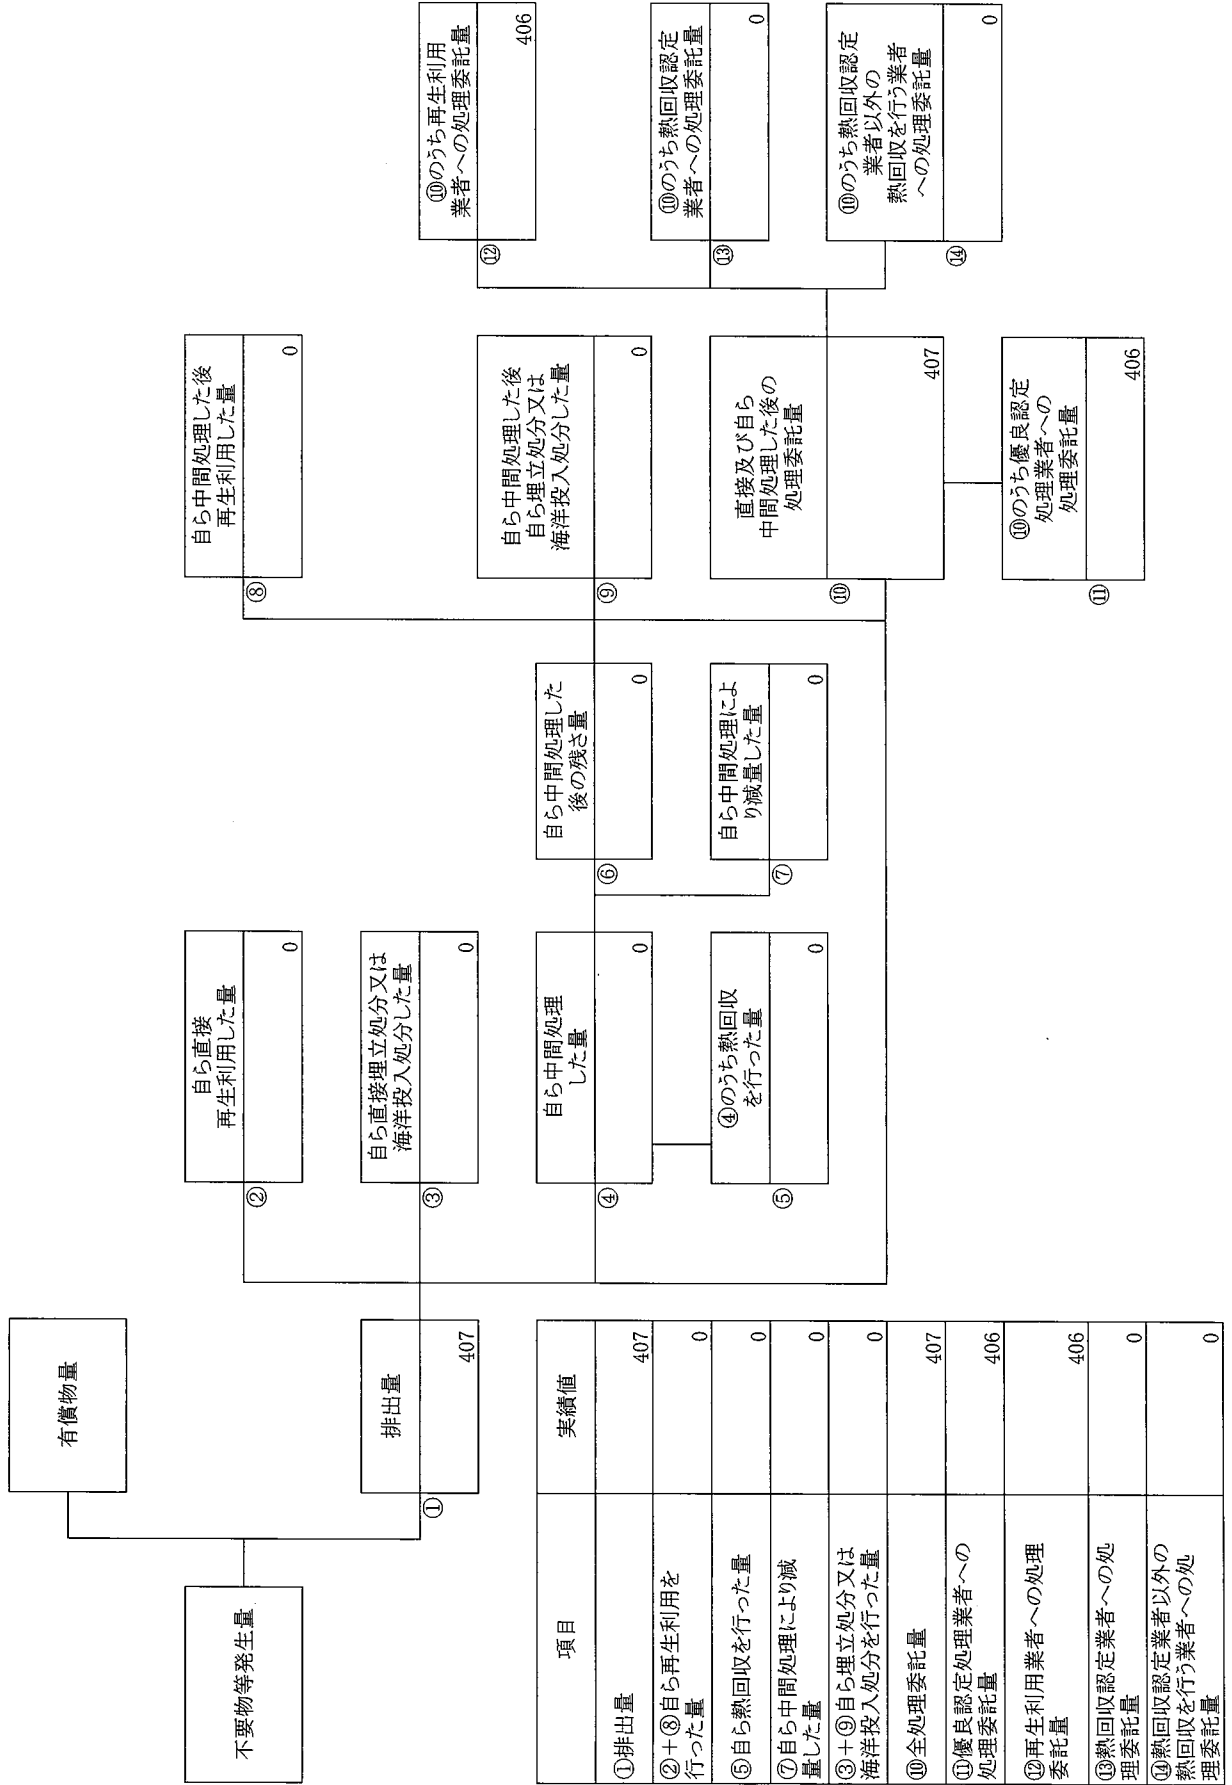 不要物等発生量
有償物量
排出量
①
407
自ら直接
再生利用した量
②
0
自ら直接埋立処分又は
海洋投入処分した量
③
0
自ら中間処理
した量
④
0
④のうち熱回収
を行った量
⑤
0
自ら中間処理した
後の残さ量
⑥
0
自ら中間処理によ
り減量した量
⑦
0
自ら中間処理した後
再生利用した量
⑧
0
自ら中間処理した後
自ら埋立処分又は
海洋投入処分した量
⑨
0
直接及び自ら
中間処理した後の
処理委託量
⑩
407
⑩のうち優良認定
処理業者への
処理委託量
⑪
406
⑩のうち再生利用
業者への処理委託量
⑫
406
⑩のうち熱回収認定
業者への処理委託量
⑬
0
⑩のうち熱回収認定
業者以外の
熱回収を行う業者
への処理委託量
⑭
0
項目 実績値
①排出量 407
②＋⑧自ら再生利用を
行った量 0
⑤自ら熱回収を行った量 0
⑦自ら中間処理により減
量した量 0
③＋⑨自ら埋立処分又は
海洋投入処分を行った量 0
⑩全処理委託量 407
⑪優良認定処理業者への
処理委託量 406
⑫再生利用業者への処理
委託量 406
⑬熱回収認定業者への処
理委託量 0
⑭熱回収認定業者以外の
熱回収を行う業者への処
理委託量 0